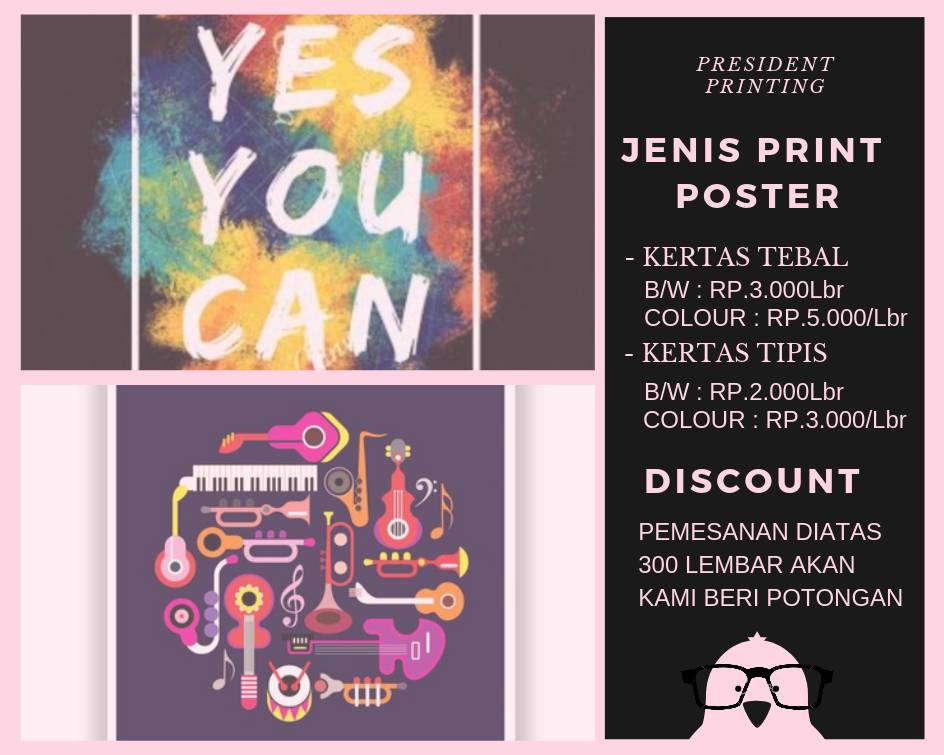 YES
YOU
CAN
PRESIDENT
PRINTING
JENIS PRINT
POSTER
- KERTAS TEBAL
B/W : RP.3.000Lbr
COLOUR : RP.5.000/Lbr
- KERTAS TIPIS
B/W : RP.2.000Lbr
COLOUR : RP.3.000/Lbr
DISCOUNT
PEMESANAN DIATAS
300 LEMBAR AKAN
KAMI BERI POTONGAN